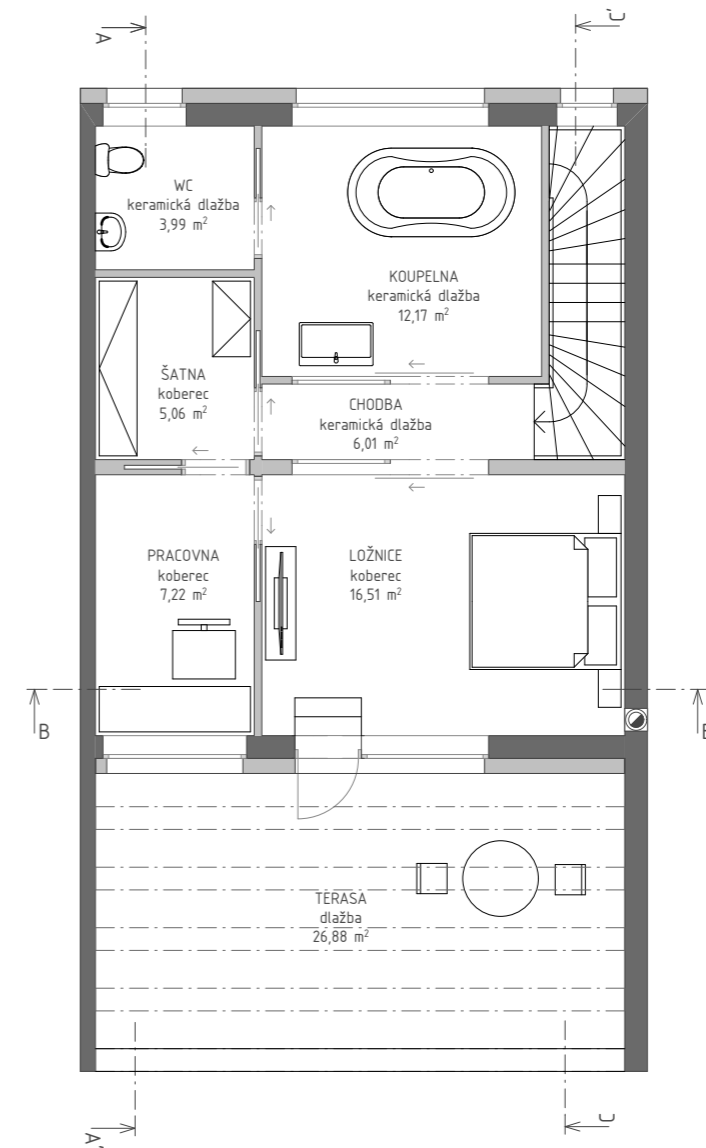 A
C'
WC
keramická dlažba
3,99 m²
KOUPELNA
keramická dlažba
12,17 m²
ŠATNA
koberec
5,06 m²
CHODBA
keramická dlažba
6,01 m²
PRACOVNA
koberec
7,22 m²
LOŽNICE
koberec
16,51 m²
B
TERASA
dlažba
26,88 m²
A'
C